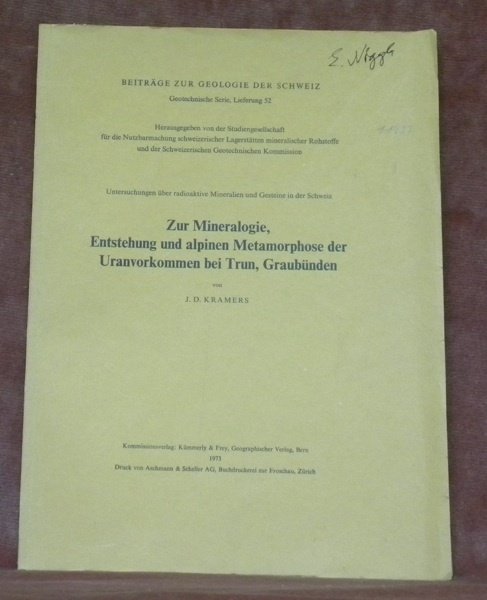 E. Niggli
BEITRÄGE ZUR GEOLOGIE DER SCHWEIZ
Geotechnische Serie, Lieferung 52
Herausgegeben von der Studiengesellschaft
für die Nutzbarmachung schweizerischer Lagerstätten mineralischer Rohstoffe
und der Schweizerischen Geotechnischen Kommission
Untersuchungen über radioaktive Mineralien und Gesteine in der Schweiz
Zur Mineralogie,
Entstehung und alpinen Metamorphose der
Uranvorkommen bei Trun, Graubünden
von
J. D. KRAMERS
Kommissionsverlag: Kümmerly & Frey, Geographischer Verlag, Bern
1973
Druck von Aschmann & Scheller AG, Buchdruckerei zur Froschau, Zürich